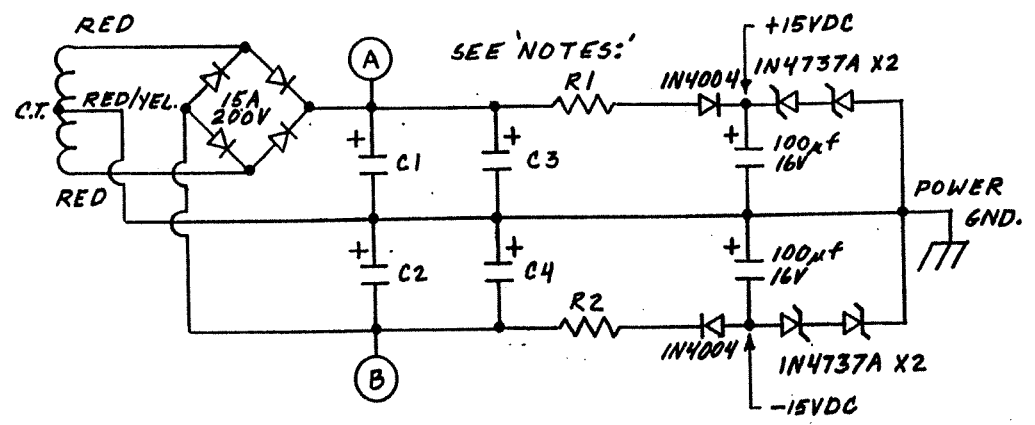 RED
+15VDC
A
SEE 'NOTES:'
R1
1N4004
1N4737A X2
C.T.
RED/YEL.
15A
200V
+
C1
+
C3
+
100µf
16V
RED
POWER
GND.
+
C2
+
C4
+
100µf
16V
R2
1N4004
1N4737A X2
B
-15VDC